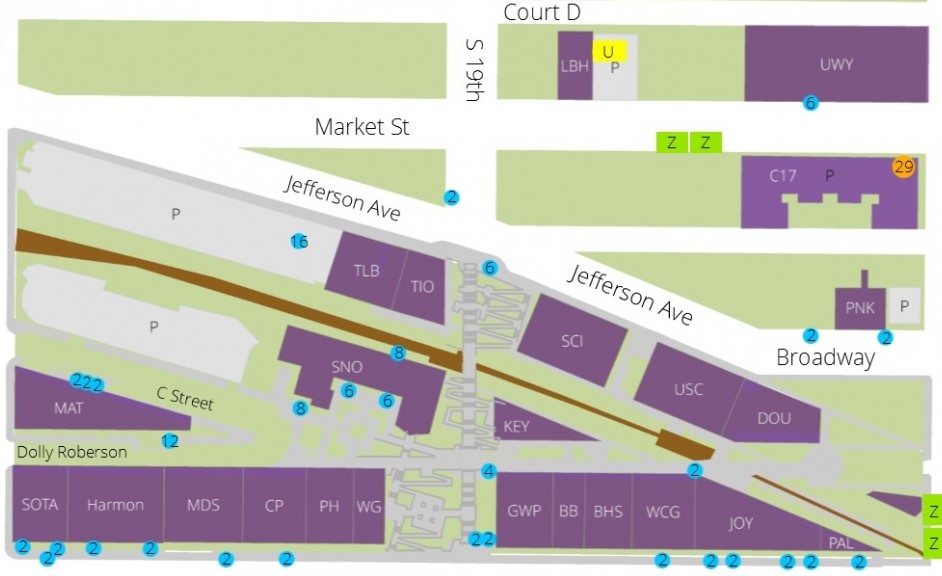 Court D
S 19th
LBH
U
P
UWY
6
Market St
Z Z
C17 P 29
Jefferson Ave
2
P
16
6
TLB
TIO
Jefferson Ave
PNK
P
2 2
Broadway
P
SCI
8
SNO
USC
DOU
2 2 2
C Street
MAT
8
6
6
KEY
12
Dolly Roberson
4
2
SOTA Harmon MDS CP PH WG
GWP BB BHS WCG JOY PAL
Z
Z
2 2 2 2 2 2 2
2 2 2 2 2 2 2 2